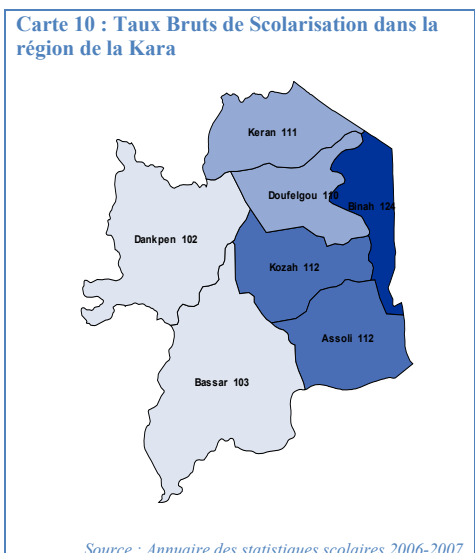 Carte 10 : Taux Bruts de Scolarisation dans la
région de la Kara
Keran 111
Doufelgou 110
Binah 124
Dankpen 102
Kozah 112
Assoli 112
Bassar 103
Source : Annuaire des statistiques scolaires 2006-2007